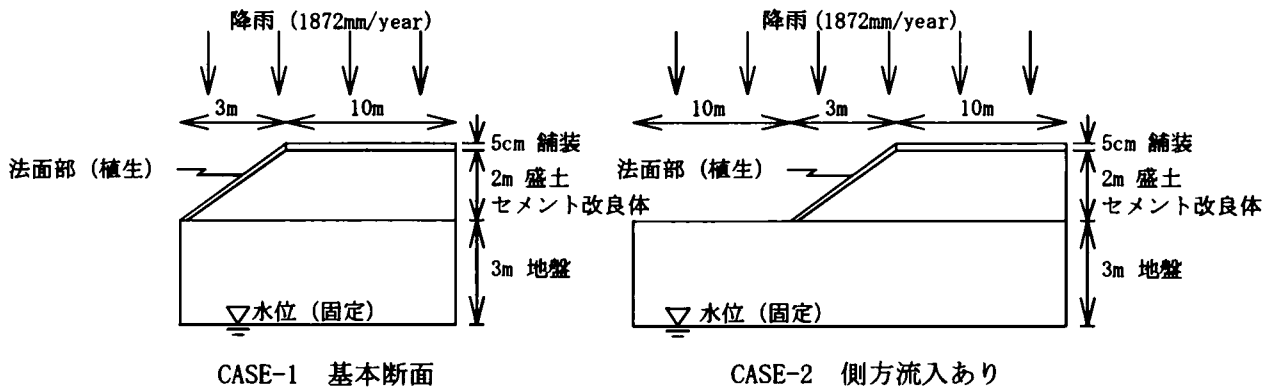 降雨 (1872mm/year)
3m
10m
法面部 (植生)
5cm 舗装
2m 盛土
セメント改良体
3m 地盤
水位 (固定)
CASE-1 基本断面
降雨 (1872mm/year)
10m
3m
10m
法面部 (植生)
5cm 舗装
2m 盛土
セメント改良体
3m 地盤
水位 (固定)
CASE-2 側方流入あり